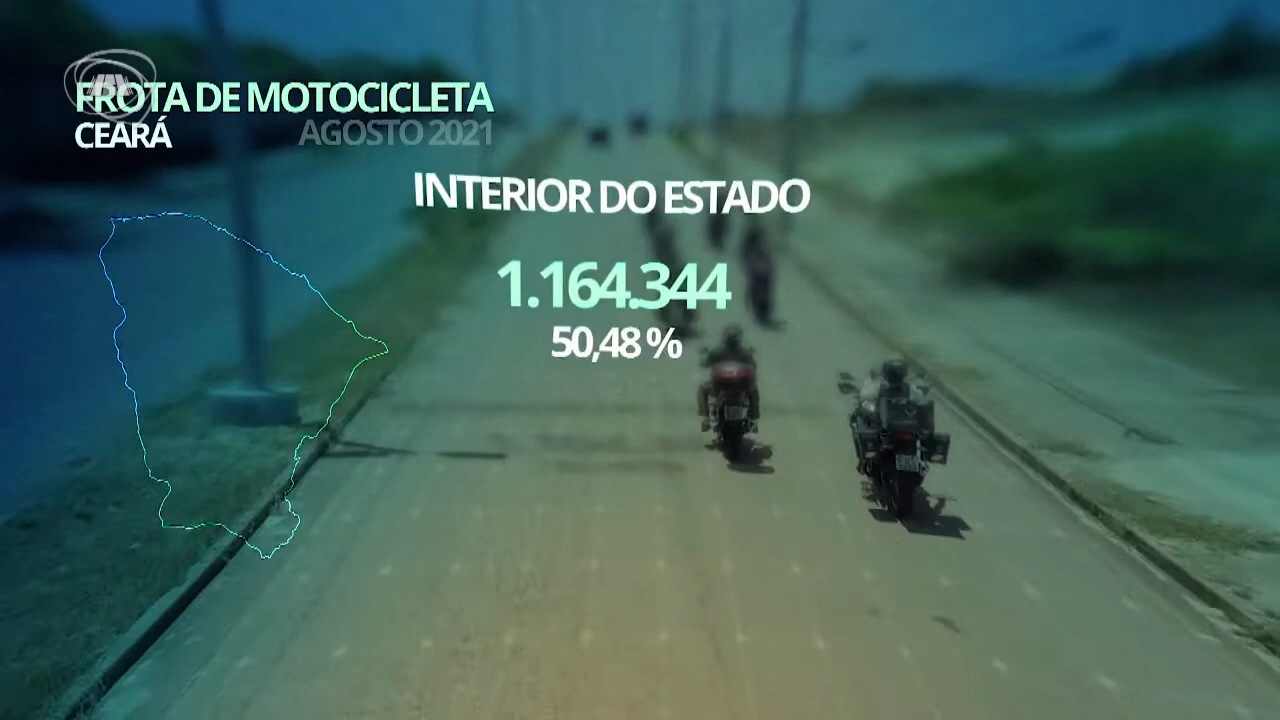 FROTA DE MOTOCICLETA
CEARÁ AGOSTO 2021
INTERIOR DO ESTADO
1.164.344
50,48 %